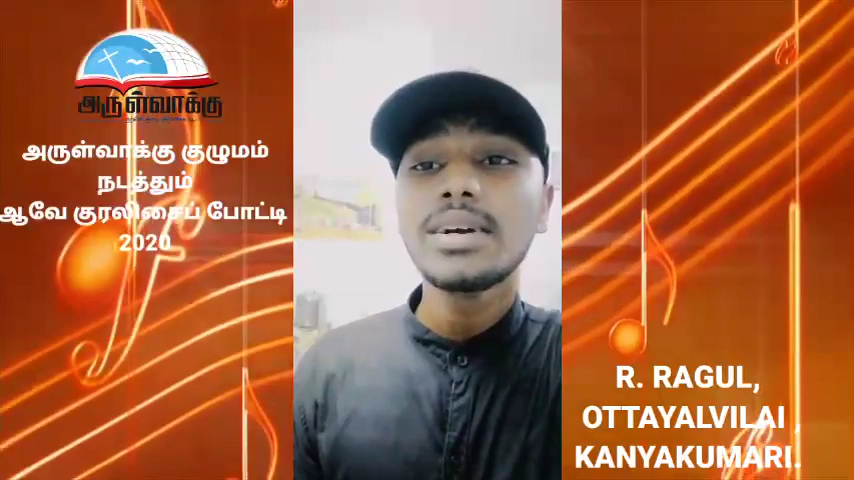 அருள்வாக்கு
அருள்வாக்கு குழுமம்
நடத்தும்
ஆவே குரலிசைப் போட்டி
2020
R. RAGUL,
OTTAYALVILAI ,
KANYAKUMARI.